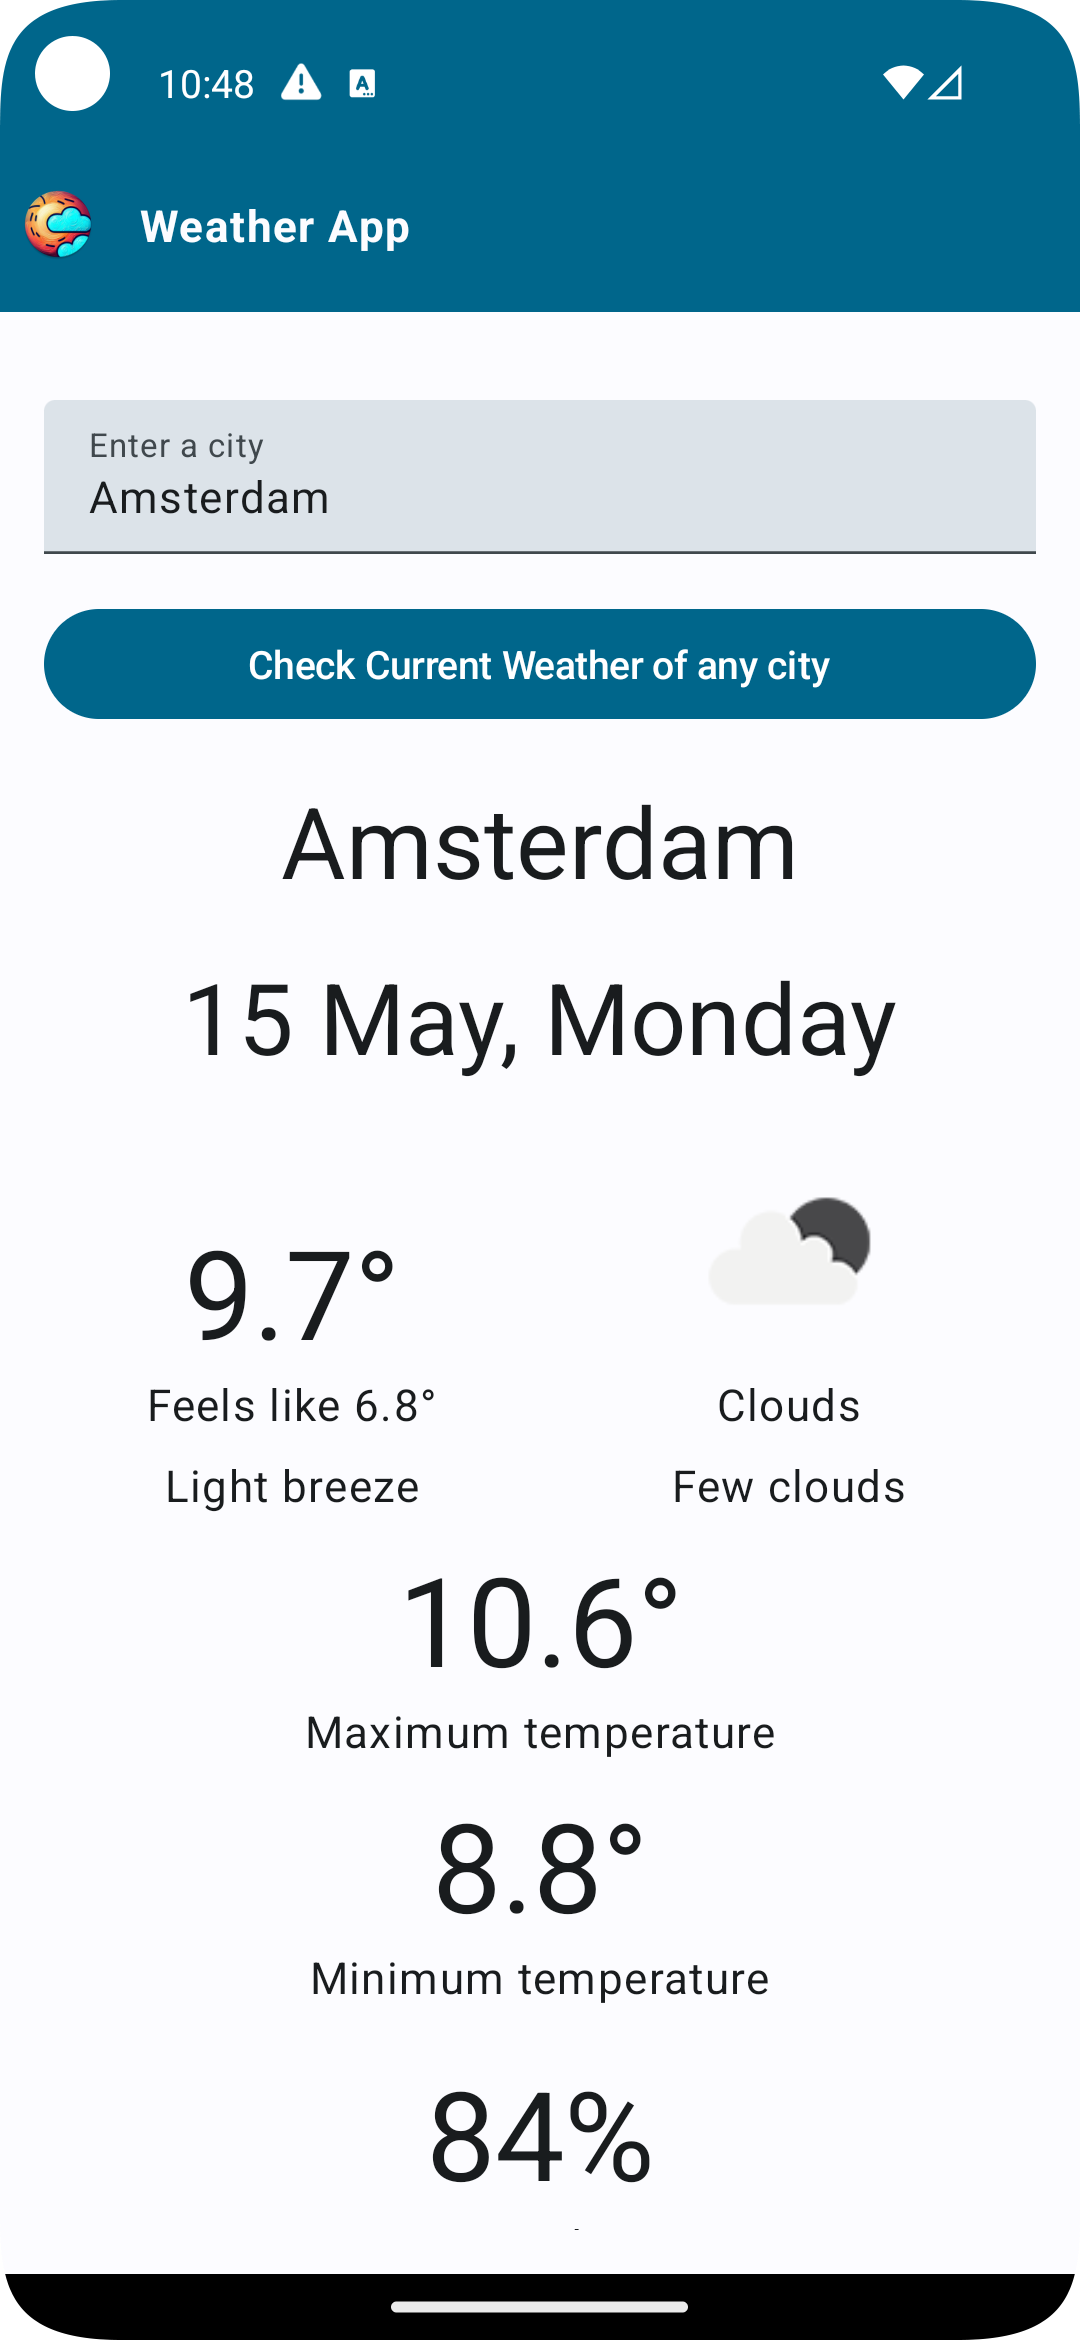 10:48
Weather App
Enter a city
Amsterdam
Check Current Weather of any city
Amsterdam
15 May, Monday
9.7°
Feels like 6.8°
Clouds
Light breeze
Few clouds
10.6°
Maximum temperature
8.8°
Minimum temperature
84%